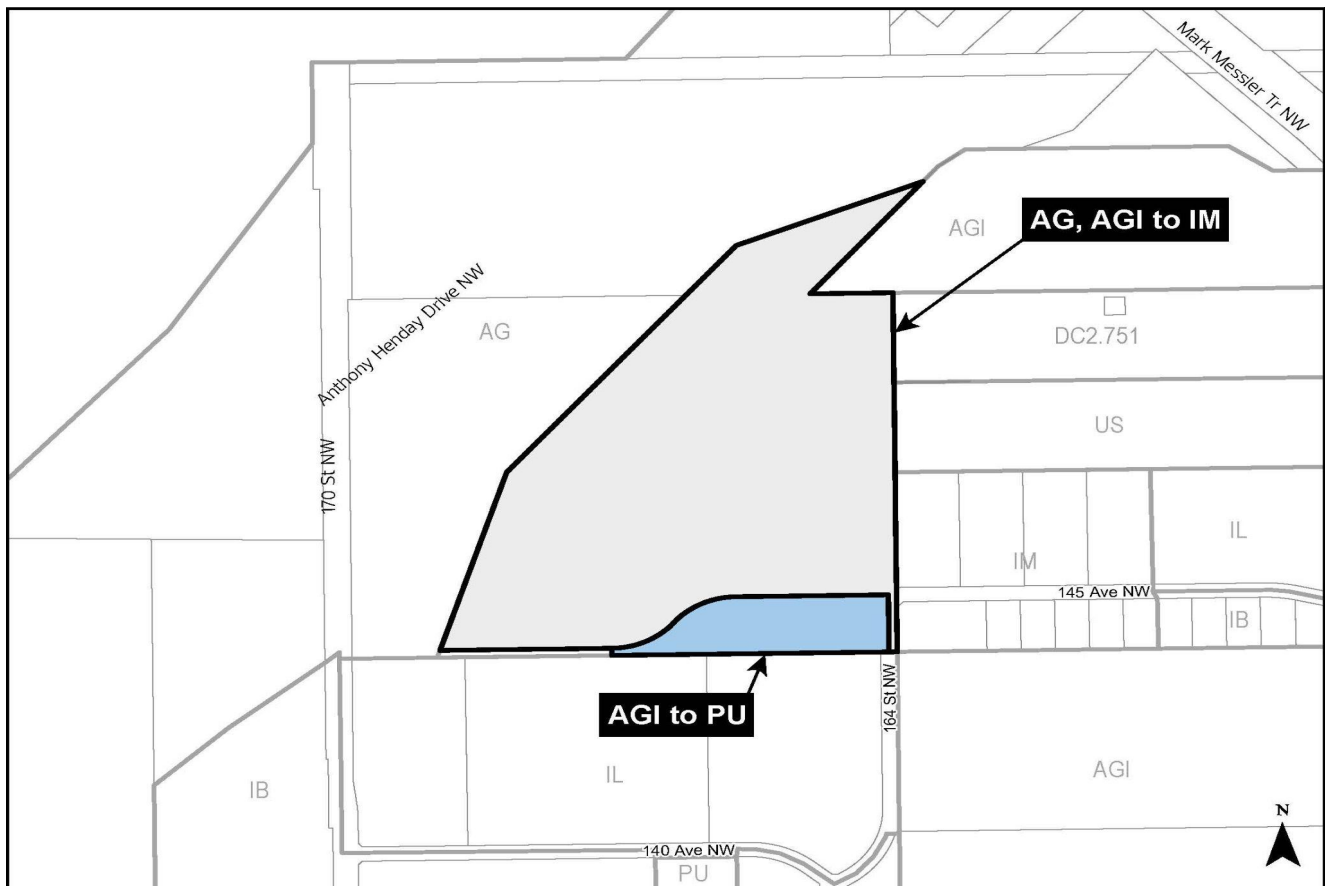 Mark Messler Tr NW
AGI
AG, AGI to IM
Anthony Henday Drive NW
AG
DC2.751
US
170 St NW
IL
IM
145 Ave NW
IB
AGI to PU
164 St NW
IL
AGI
IB
N
140 Ave NW
PU